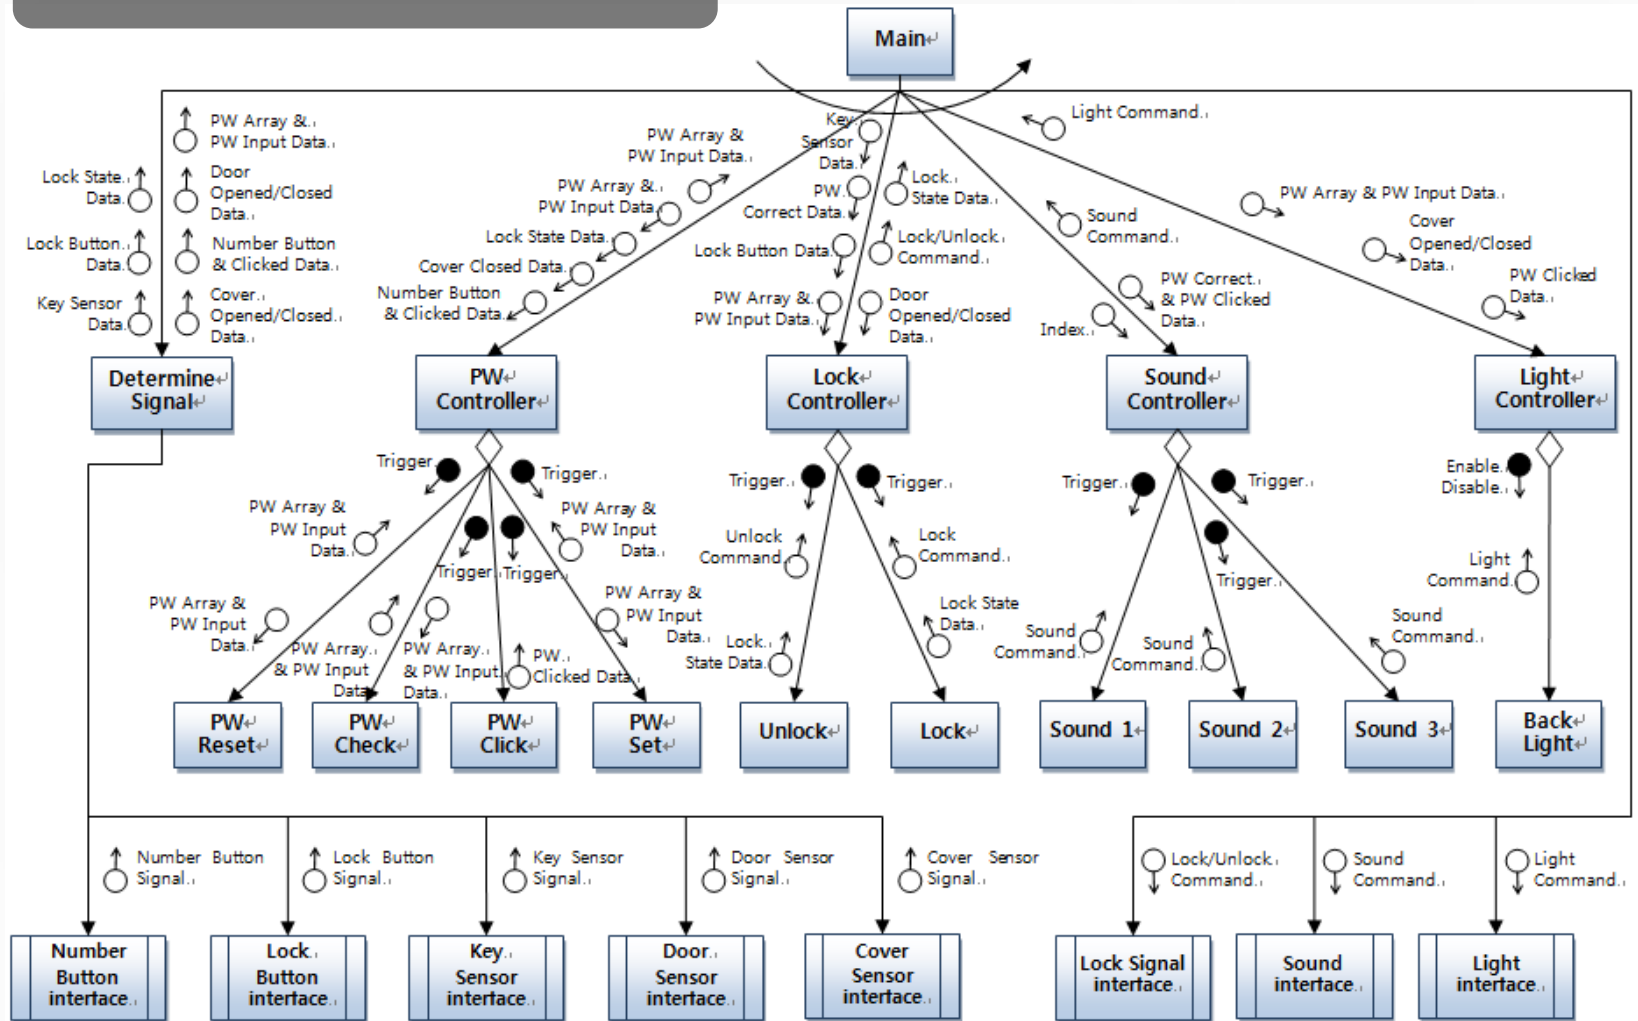 Main
PW Array &
PW Input Data.
Lock State
Data.
Door
Opened/Closed
Data.
Lock Button.
Data.
Number Button
& Clicked Data.
Key Sensor
Data.
Cover.
Opened/Closed.
Data.
PW Array &
PW Input Data.
PW Array &.
PW Input Data.
Lock State Data.
Cover Closed Data.
Number Button
& Clicked Data.
Key.
Sensor
Data.
PW.
Correct Data.
Lock Button Data.
PW Array &.
PW Input Data.
Lock.
State Data.
Lock/Unlock.
Command.
Door
Opened/Closed
Data.
Sound
Command.
PW Correct.
& PW Clicked
Data.
Index.
Light Command.
PW Array & PW Input Data.
Cover
Opened/Closed
Data.
PW Clicked
Data.
Determine
Signal
PW
Controller
Lock
Controller
Sound
Controller
Light
Controller
Trigger.
Trigger.
PW Array &
PW Input
Data.
PW Array &
PW Input
Data.
Trigger.
Trigger.
PW Array &
PW Input
Data.
PW Array.
& PW Input
Data
PW Array.
& PW Input.
Data.
PW.
Clicked Data.
PW Array &
PW Input
Data.
Trigger.
Trigger.
Unlock
Command.
Lock
Command.
Lock.
State Data.
Lock State
Data.
Trigger.
Trigger.
Trigger.
Sound
Command.
Sound
Command.
Sound
Command.
Enable.
Disable.
Light
Command.
PW
Reset
PW
Check
PW
Click
PW
Set
Unlock
Lock
Sound 1
Sound 2
Sound 3
Back
Light
Number Button
Signal.
Lock Button
Signal.
Key Sensor
Signal.
Door Sensor
Signal.
Cover Sensor
Signal.
Lock/Unlock.
Command.
Sound
Command.
Light
Command.
Number
Button
interface.
Lock.
Button
interface.
Key.
Sensor
interface.
Door.
Sensor
interface.
Cover
Sensor
interface.
Lock Signal
interface.
Sound
interface.
Light
interface.